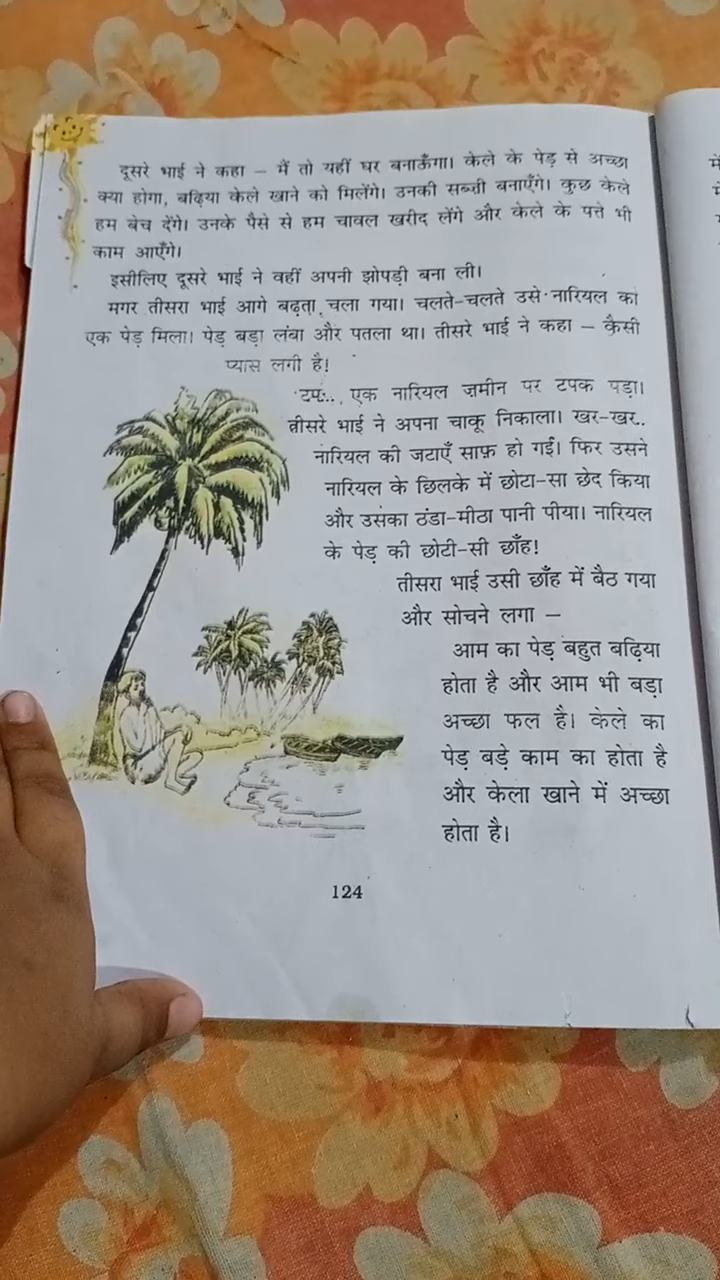 दूसरे भाई ने कहा – मैं तो यहीं घर बनाऊँगा। केले के पेड़ से अच्छा
क्या होगा, बढ़िया केले खाने को मिलेंगे। उनकी सब्ज़ी बनाएँगे। कुछ केले
हम बेच देंगे। उनके पैसे से हम चावल खरीद लेंगे और केले के पत्ते भी
काम आएँगे।
इसीलिए दूसरे भाई ने वहीं अपनी झोपड़ी बना ली।
मगर तीसरा भाई आगे बढ़ता चला गया। चलते-चलते उसे नारियल का
एक पेड़ मिला। पेड़ बड़ा लंबा और पतला था। तीसरे भाई ने कहा – कैसी
प्यास लगी है!
टप..., एक नारियल ज़मीन पर टपक पड़ा।
तीसरे भाई ने अपना चाकू निकाला। खर-खर..
नारियल की जटाएँ साफ़ हो गईं। फिर उसने
नारियल के छिलके में छोटा-सा छेद किया
और उसका ठंडा-मीठा पानी पीया। नारियल
के पेड़ की छोटी-सी छाँह!
तीसरा भाई उसी छाँह में बैठ गया
और सोचने लगा –
आम का पेड़ बहुत बढ़िया
होता है और आम भी बड़ा
अच्छा फल है। केले का
पेड़ बड़े काम का होता है
और केला खाने में अच्छा
होता है।
124